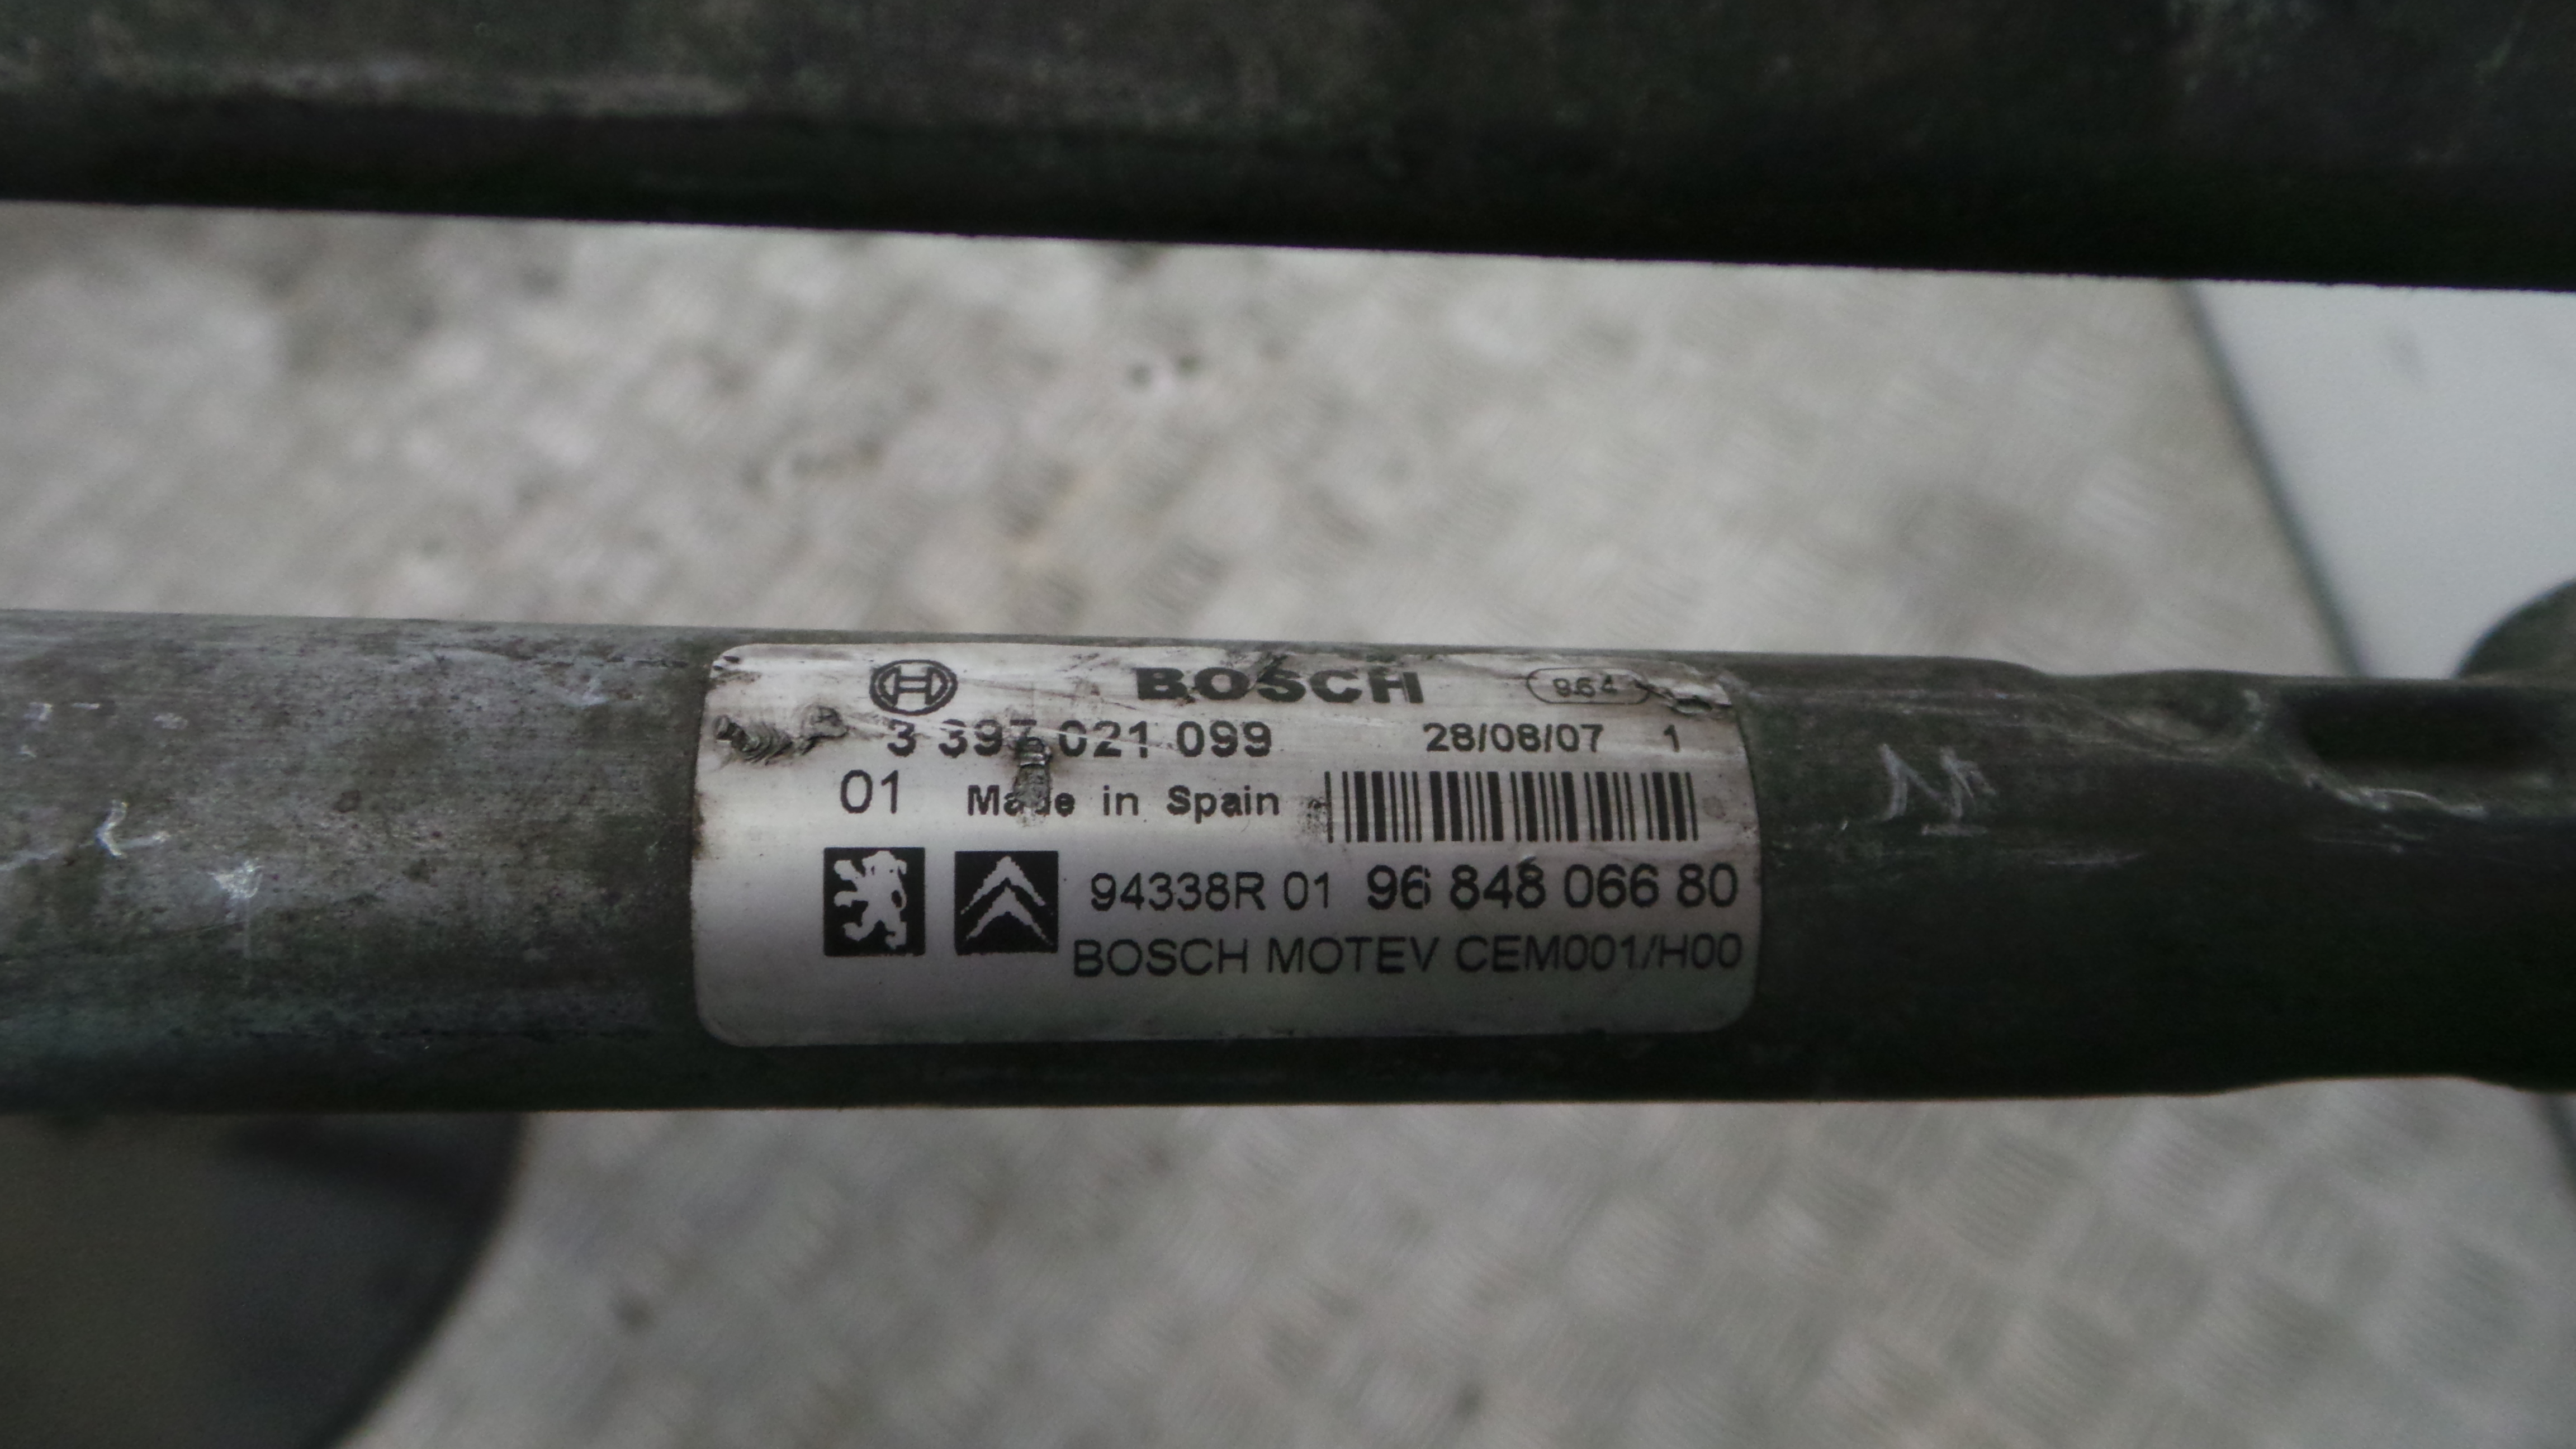 BOSCH 964
3 397 021 099 28/08/07 1
01 Made in Spain
94338R 01 96 848 066 80
BOSCH MOTEV CEM001/H00